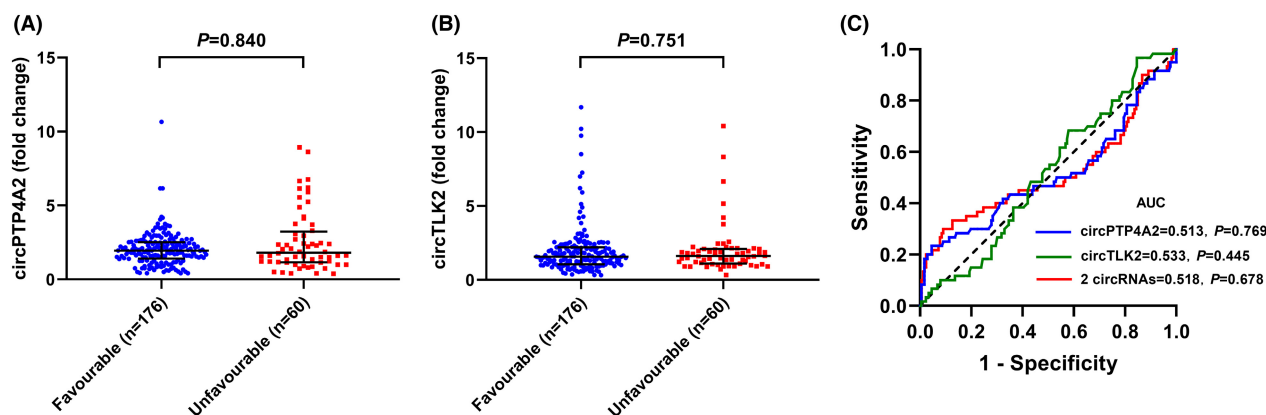 (A)
P=0.840
circPTP4A2 (fold change)
15
10
5
0
Favourable (n=176)
Unfavourable (n=60)
(B)
P=0.751
circTLK2 (fold change)
15
10
5
0
Favourable (n=176)
Unfavourable (n=60)
(C)
Sensitivity
1.0
0.8
0.6
0.4
0.2
0.0
AUC
circPTP4A2=0.513, P=0.769
circTLK2=0.533, P=0.445
2 circRNAs=0.518, P=0.678
0.0 0.2 0.4 0.6 0.8 1.0
1 - Specificity